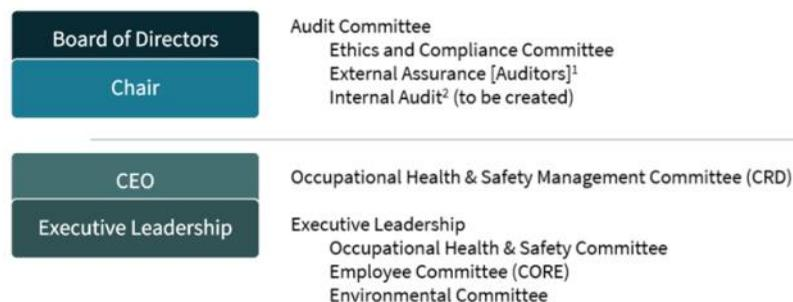 Board of Directors
Chair
Audit Committee
Ethics and Compliance Committee
External Assurance [Auditors]¹
Internal Audit² (to be created)
CEO
Executive Leadership
Occupational Health & Safety Management Committee (CRD)
Executive Leadership
Occupational Health & Safety Committee
Employee Committee (CORE)
Environmental Committee